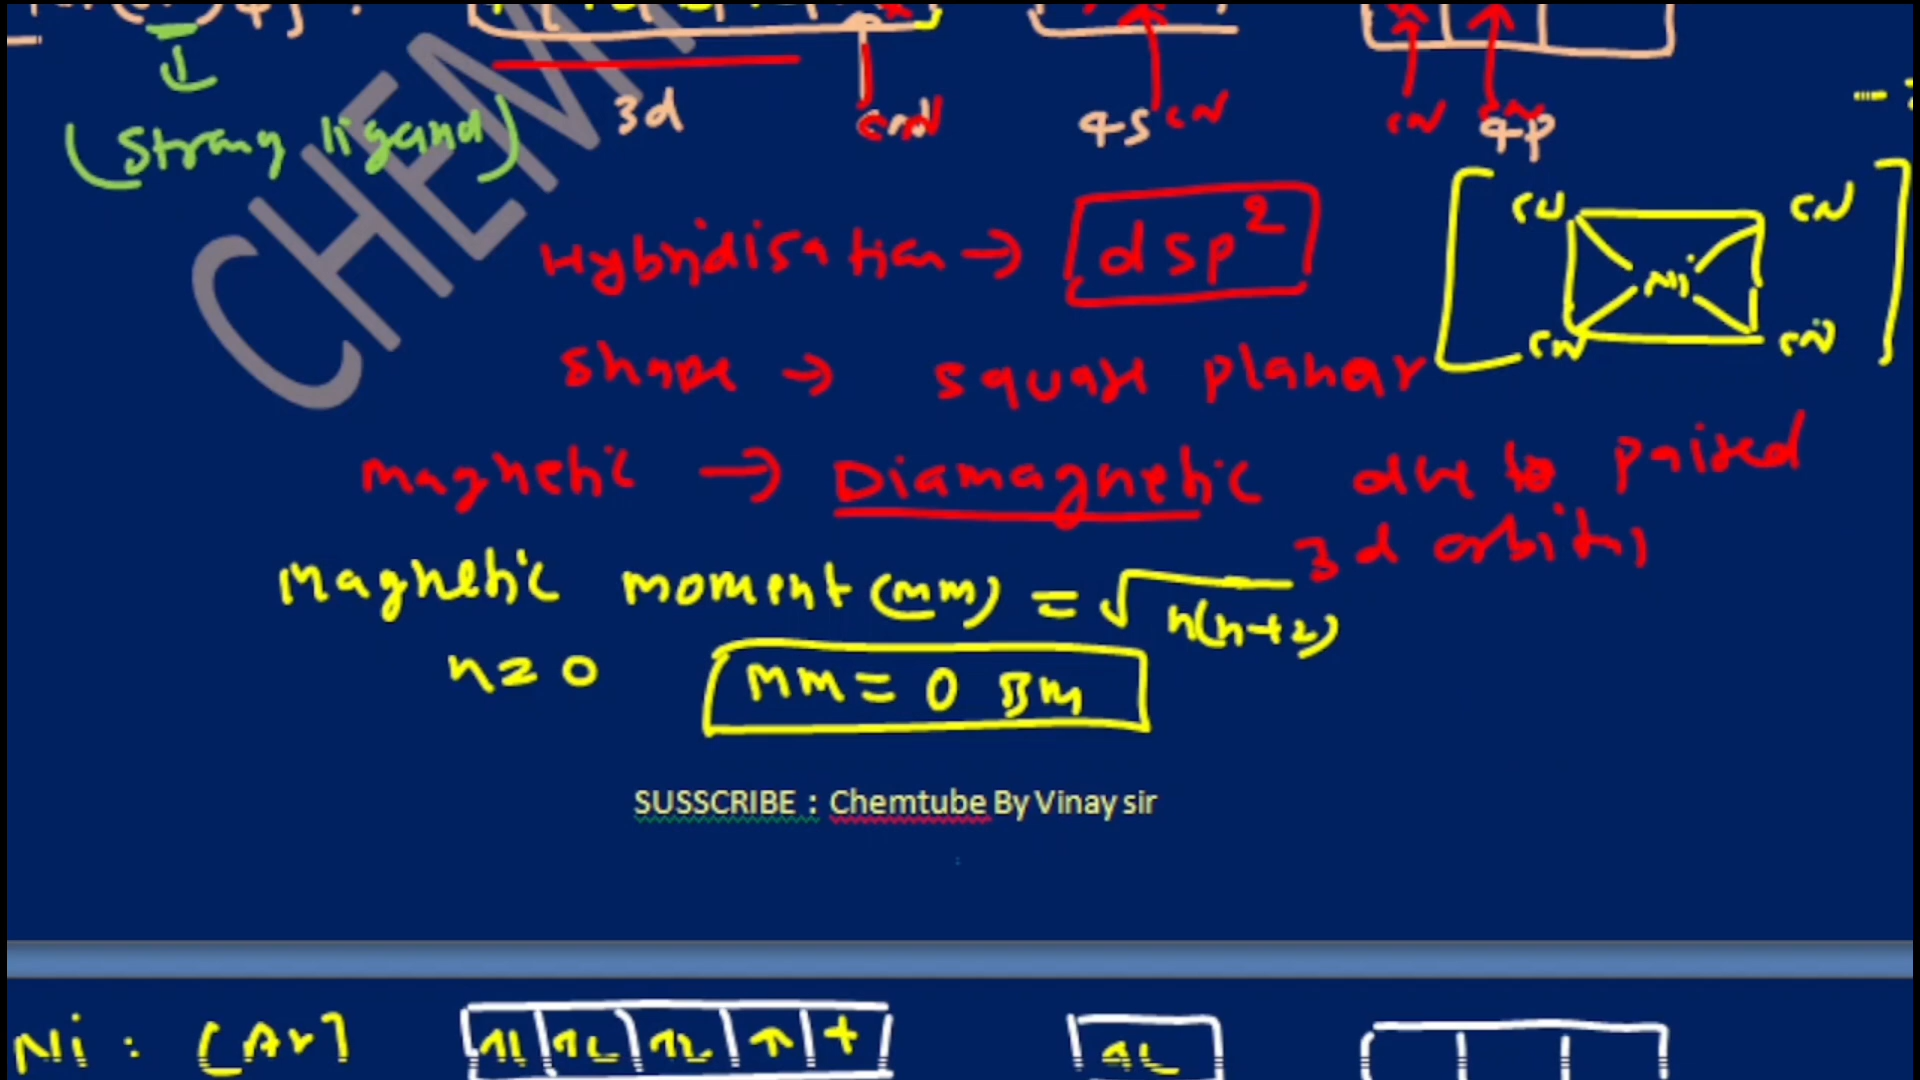 CHEM
(Strong ligand) 3d CN 4s CN CN CN 4p
Hybridisation → dsp²
CN CN
Ni
CN CN
Shape → square planar
Magnetic → Diamagnetic due to paired
3d orbitals
Magnetic moment (MM) = √n(n+2)
n = 0 MM = 0 BM
SUSSCRIBE : Chemtube By Vinay sir
Ni : [Ar]